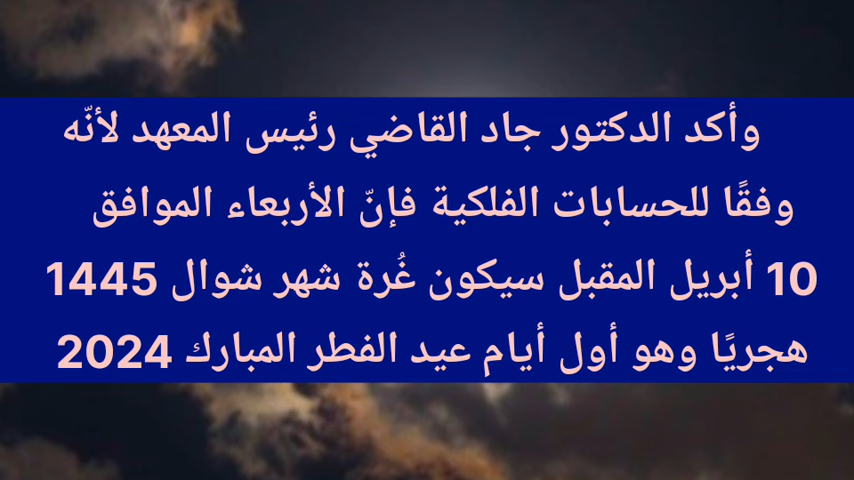 وأكد الدكتور جاد القاضي رئيس المعهد لأنّه
وفقًا للحسابات الفلكية فإنّ الأربعاء الموافق
10 أبريل المقبل سيكون غُرة شهر شوال 1445
هجريًا وهو أول أيام عيد الفطر المبارك 2024